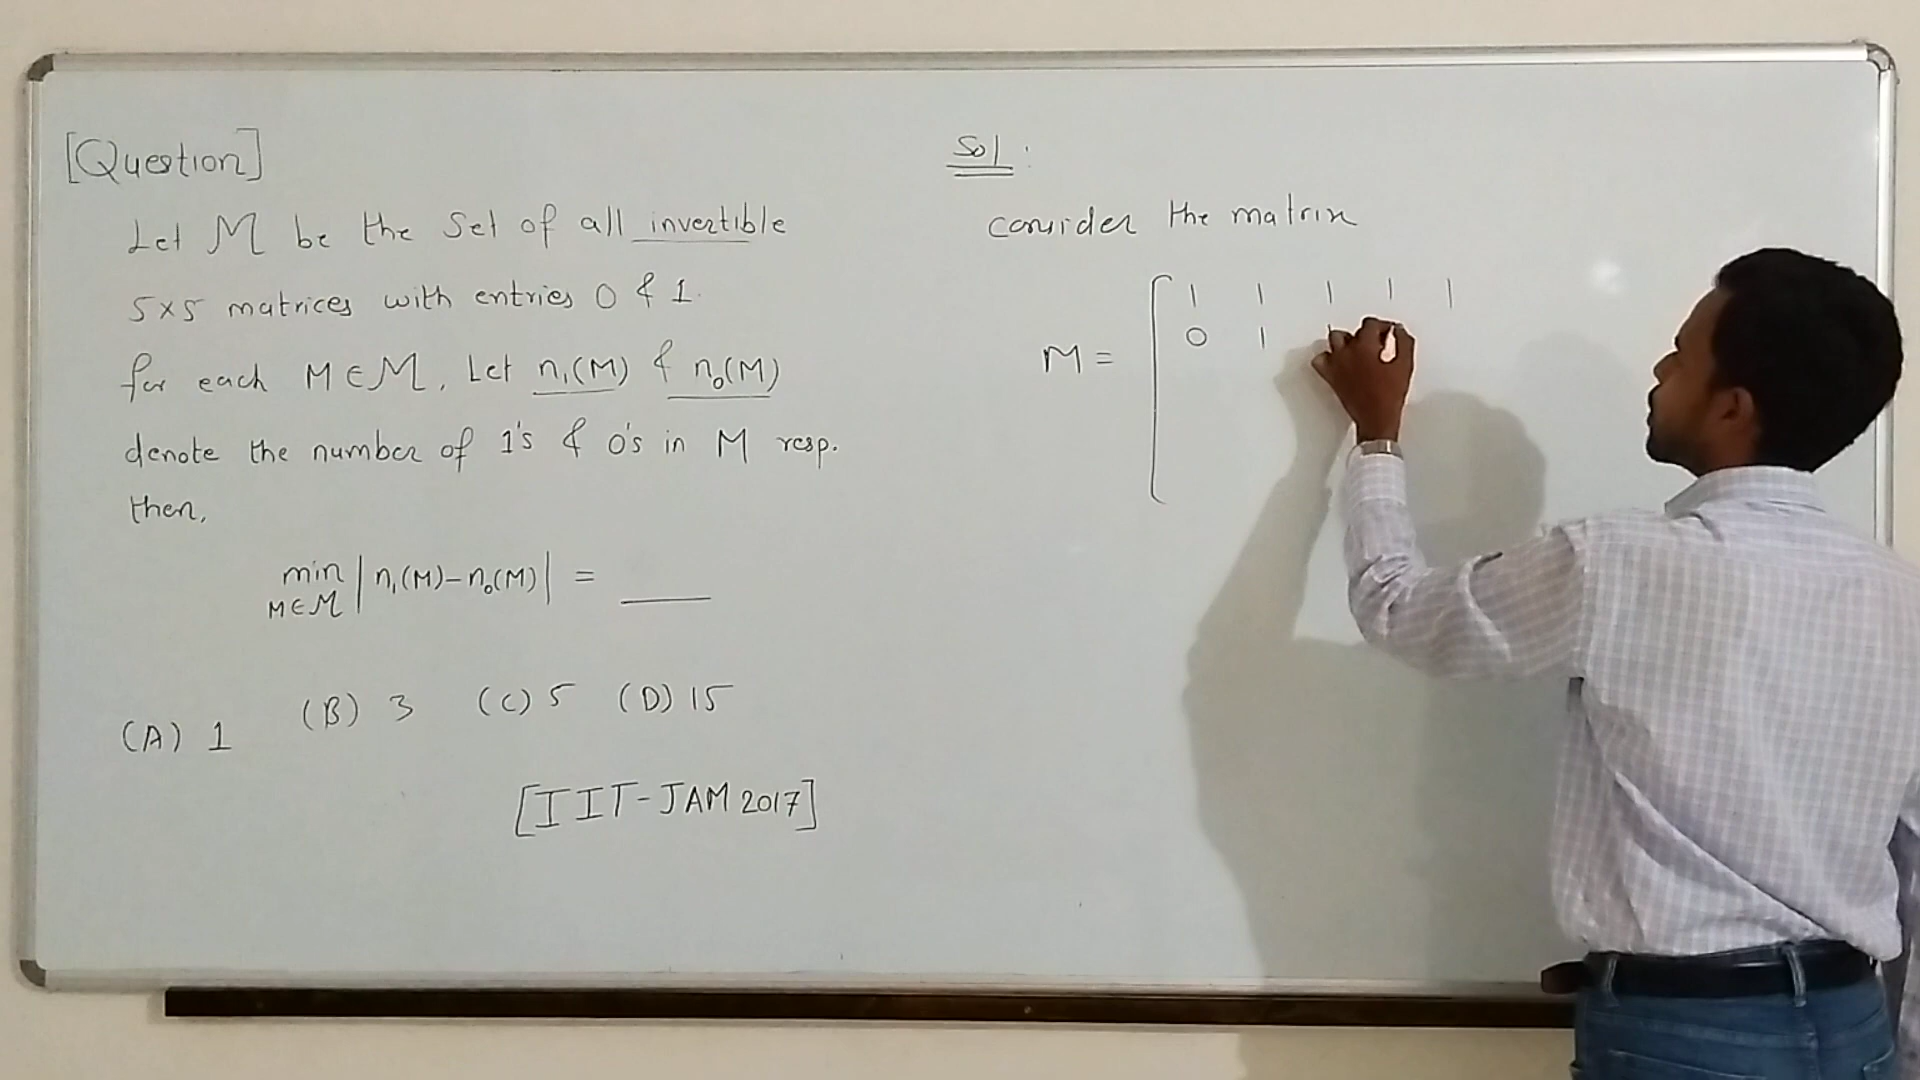 [Question]
Let M be the Set of all invertible
5x5 matrices with entries 0 & 1.
for each M ∈ M, Let n₁(M) & n₀(M)
denote the number of 1's & 0's in M resp.
then,
min | n₁(M) – n₀(M) | = ____
M∈M
(A) 1 (B) 3 (C) 5 (D) 15
[IIT-JAM 2017]
Sol :
consider the matrix
M = [ 1 1 1 1 1
0 1 1